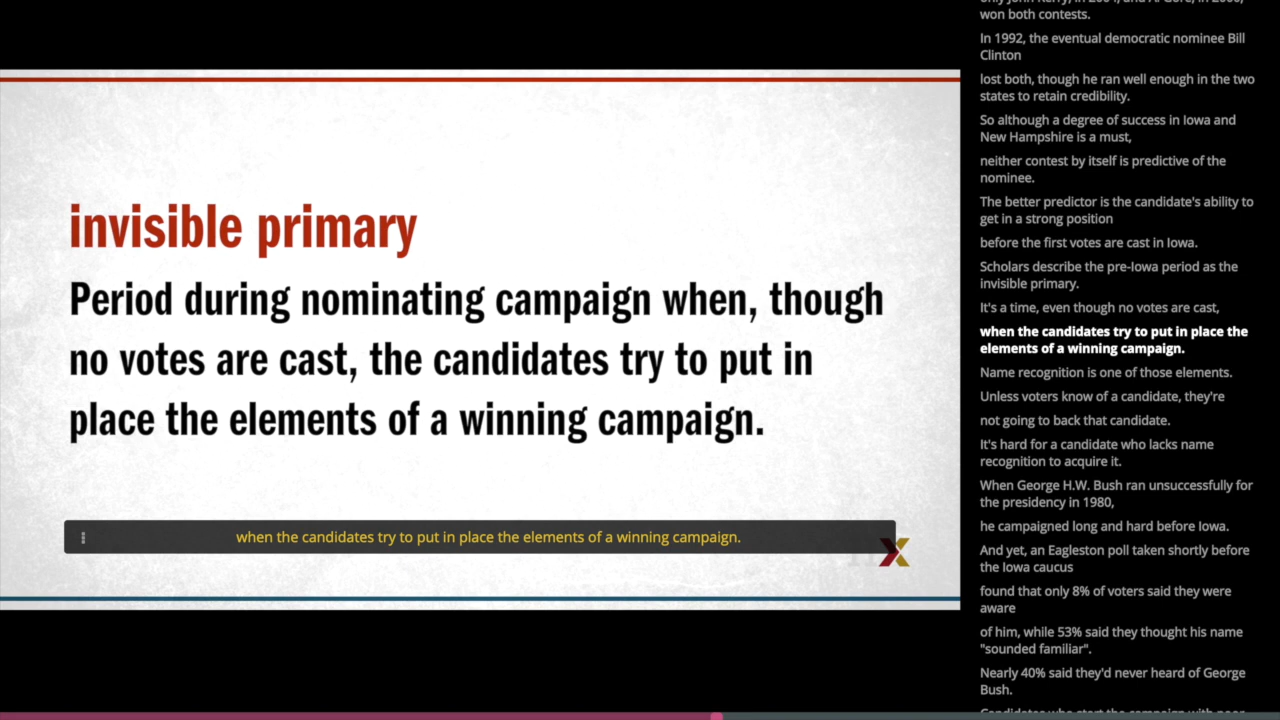 invisible primary
Period during nominating campaign when, though
no votes are cast, the candidates try to put in
place the elements of a winning campaign.
when the candidates try to put in place the elements of a winning campaign.
X
won both contests.
In 1992, the eventual democratic nominee Bill
Clinton
lost both, though he ran well enough in the two
states to retain credibility.
So although a degree of success in Iowa and
New Hampshire is a must,
neither contest by itself is predictive of the
nominee.
The better predictor is the candidate's ability to
get in a strong position
before the first votes are cast in Iowa.
Scholars describe the pre-Iowa period as the
invisible primary.
It's a time, even though no votes are cast,
when the candidates try to put in place the
elements of a winning campaign.
Name recognition is one of those elements.
Unless voters know of a candidate, they're
not going to back that candidate.
It's hard for a candidate who lacks name
recognition to acquire it.
When George H.W. Bush ran unsuccessfully for
the presidency in 1980,
he campaigned long and hard before Iowa.
And yet, an Eagleston poll taken shortly before
the Iowa caucus
found that only 8% of voters said they were
aware
of him, while 53% said they thought his name
"sounded familiar".
Nearly 40% said they'd never heard of George
Bush.